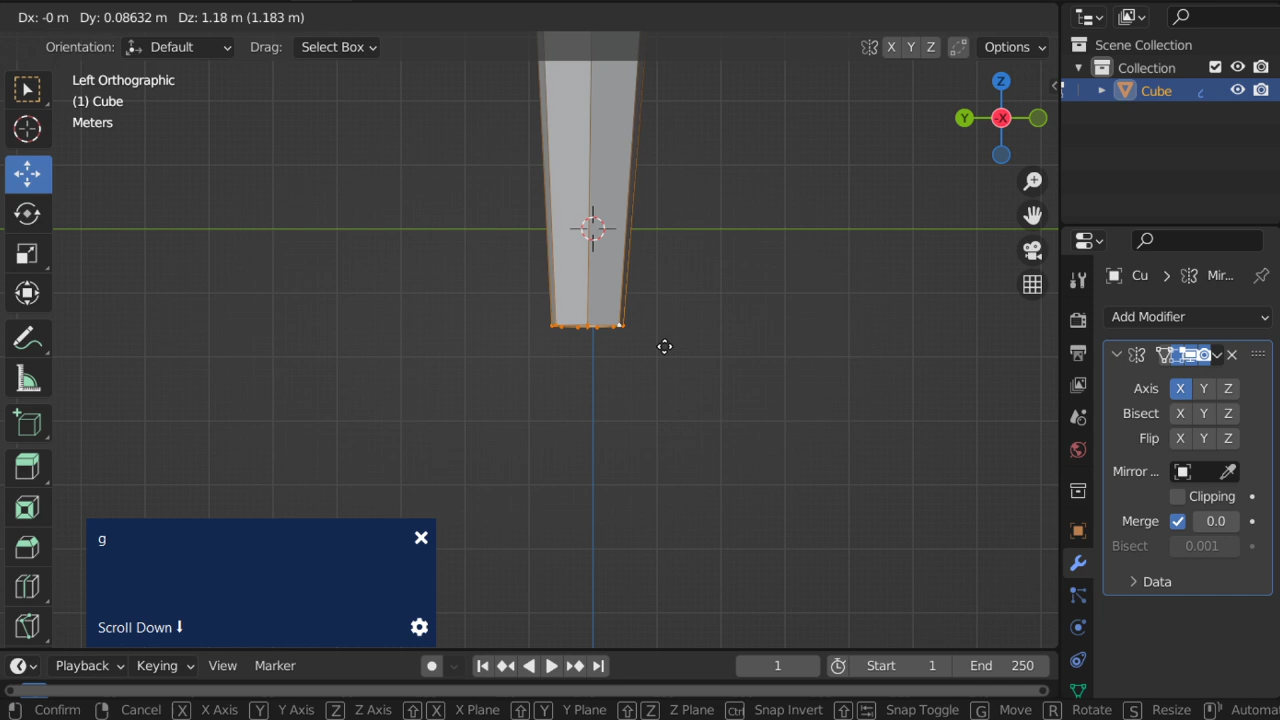 Dx: -0 m Dy: 0.08632 m Dz: 1.18 m (1.183 m)
Orientation: Default Drag: Select Box X Y Z Options
Left Orthographic
(1) Cube
Meters
Z
Y
-X
Scene Collection
Collection
Cube
Cu > Mir...
Add Modifier
Axis X Y Z
Bisect X Y Z
Flip X Y Z
Mirror ...
Clipping
Merge 0.0
Bisect 0.001
Data
g
Scroll Down
Playback Keying View Marker 1 Start 1 End 250
Confirm Cancel X X Axis Y Y Axis Z Z Axis X X Plane Y Y Plane Z Z Plane Ctrl Snap Invert Snap Toggle G Move R Rotate S Resize Automa